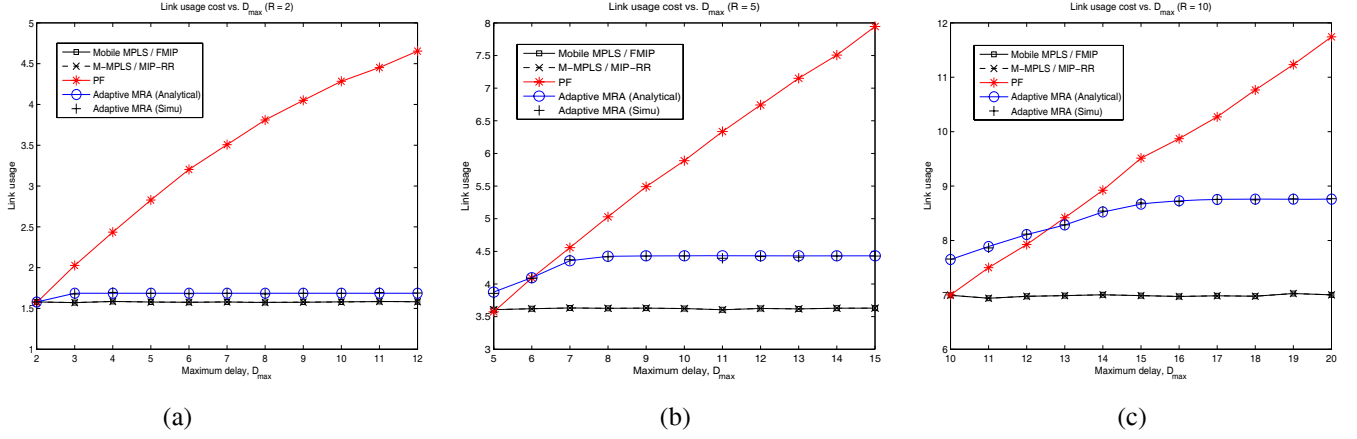 Link usage cost vs. Dmax (R = 2)
5
4.5
4
3.5
3
2.5
2
1.5
1
Link usage
Mobile MPLS / FMIP
M-MPLS / MIP-RR
PF
Adaptive MRA (Analytical)
Adaptive MRA (Simu)
2 3 4 5 6 7 8 9 10 11 12
Maximum delay, Dmax
(a)
Link usage cost vs. Dmax (R = 5)
8
7.5
7
6.5
6
5.5
5
4.5
4
3.5
3
Link usage
Mobile MPLS / FMIP
M-MPLS / MIP-RR
PF
Adaptive MRA (Analytical)
Adaptive MRA (Simu)
5 6 7 8 9 10 11 12 13 14 15
Maximum delay, Dmax
(b)
Link usage cost vs. Dmax (R = 10)
12
11
10
9
8
7
6
Link usage
Mobile MPLS / FMIP
M-MPLS / MIP-RR
PF
Adaptive MRA (Analytical)
Adaptive MRA (Simu)
10 11 12 13 14 15 16 17 18 19 20
Maximum delay, Dmax
(c)